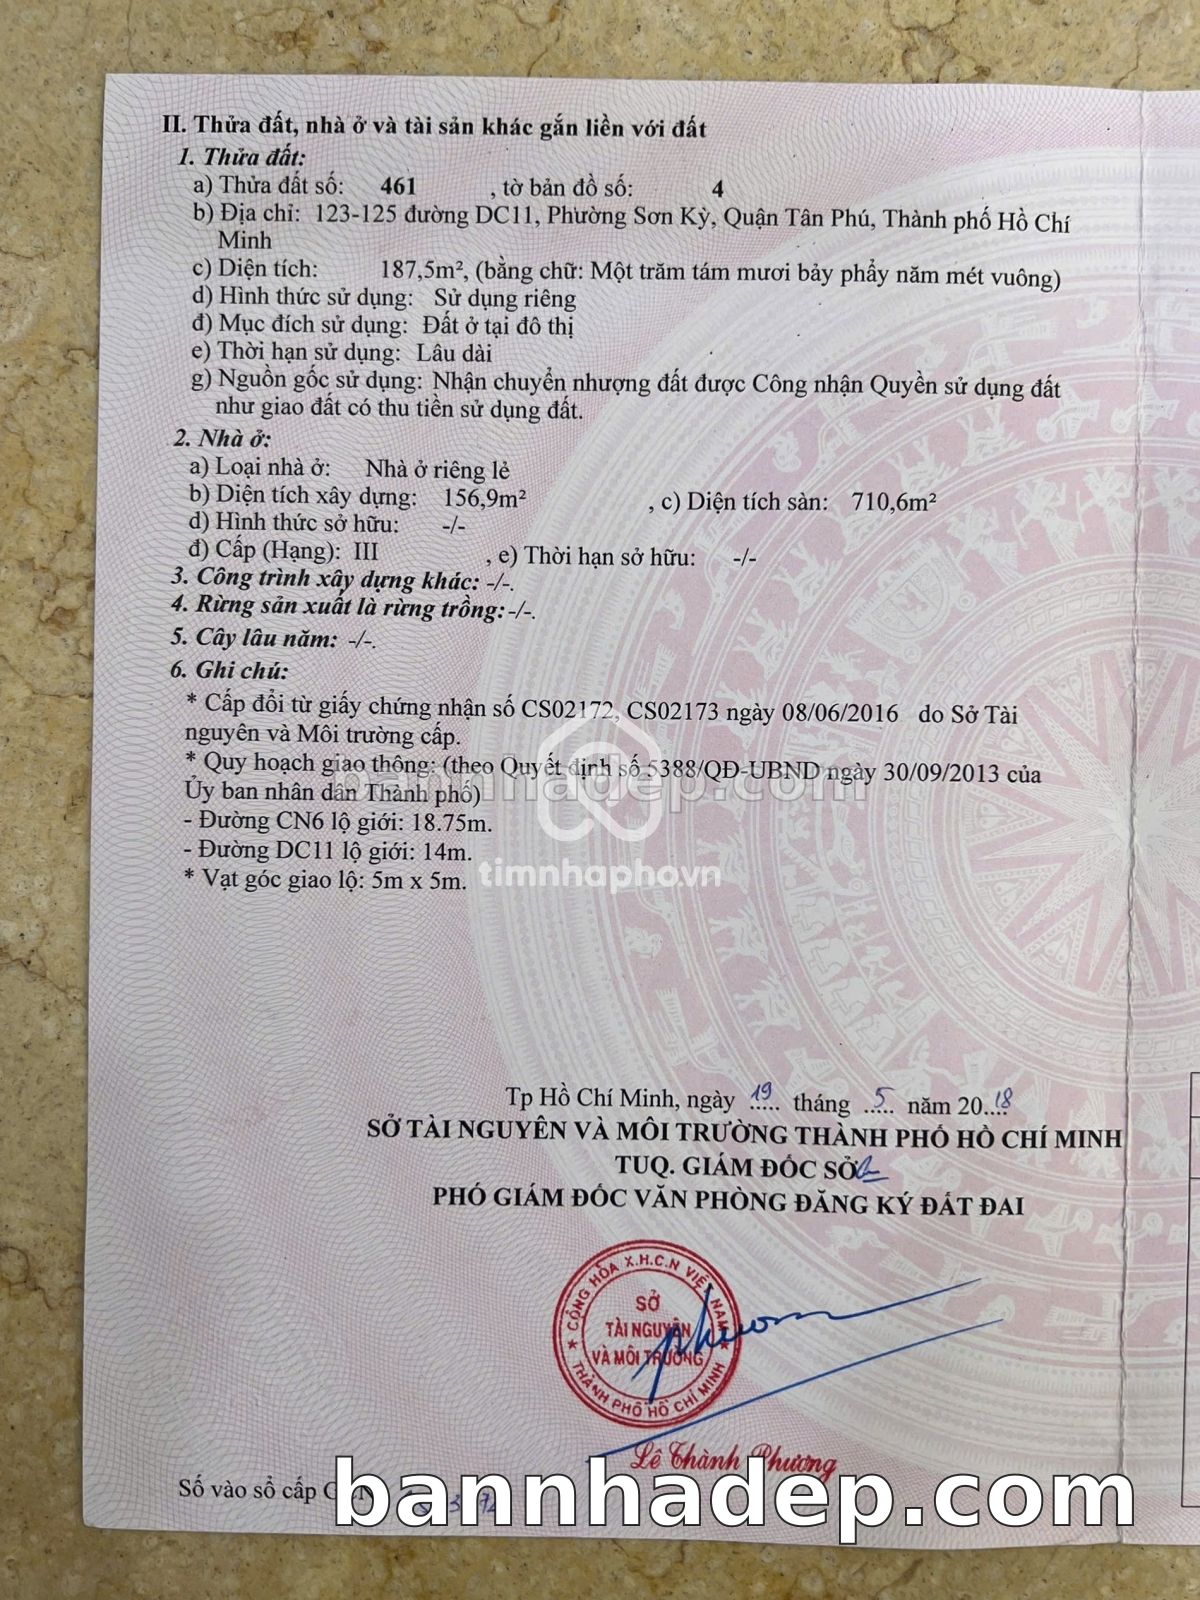 II. Thửa đất, nhà ở và tài sản khác gắn liền với đất
1. Thửa đất:
a) Thửa đất số: 461 , tờ bản đồ số: 4
b) Địa chỉ: 123-125 đường DC11, Phường Sơn Kỳ, Quận Tân Phú, Thành phố Hồ Chí
Minh
c) Diện tích: 187,5m², (bằng chữ: Một trăm tám mươi bảy phẩy năm mét vuông)
d) Hình thức sử dụng: Sử dụng riêng
đ) Mục đích sử dụng: Đất ở tại đô thị
e) Thời hạn sử dụng: Lâu dài
g) Nguồn gốc sử dụng: Nhận chuyển nhượng đất được Công nhận Quyền sử dụng đất
như giao đất có thu tiền sử dụng đất.
2. Nhà ở:
a) Loại nhà ở: Nhà ở riêng lẻ
b) Diện tích xây dựng: 156,9m² , c) Diện tích sàn: 710,6m²
d) Hình thức sở hữu: -/-
đ) Cấp (Hạng): III , e) Thời hạn sở hữu: -/-
3. Công trình xây dựng khác: -/-.
4. Rừng sản xuất là rừng trồng:-/-.
5. Cây lâu năm: -/-.
6. Ghi chú:
* Cấp đổi từ giấy chứng nhận số CS02172, CS02173 ngày 08/06/2016 do Sở Tài
nguyên và Môi trường cấp.
* Quy hoạch giao thông: (theo Quyết định số 5388/QĐ-UBND ngày 30/09/2013 của
Ủy ban nhân dân Thành phố)
bannhadep.com
- Đường CN6 lộ giới: 18.75m.
- Đường DC11 lộ giới: 14m.
* Vạt góc giao lộ: 5m x 5m.
timnhapho.vn
Tp Hồ Chí Minh, ngày 19 tháng 5 năm 2018
SỞ TÀI NGUYÊN VÀ MÔI TRƯỜNG THÀNH PHỐ HỒ CHÍ MINH
TUQ. GIÁM ĐỐC SỞ
PHÓ GIÁM ĐỐC VĂN PHÒNG ĐĂNG KÝ ĐẤT ĐAI
CỘNG HÒA X.H.C.N VIỆT NAM
SỞ
TÀI NGUYÊN
VÀ MÔI TRƯỜNG
THÀNH PHỐ HỒ CHÍ MINH
Lê Thành Phương
Số vào sổ cấp
bannhadep.com